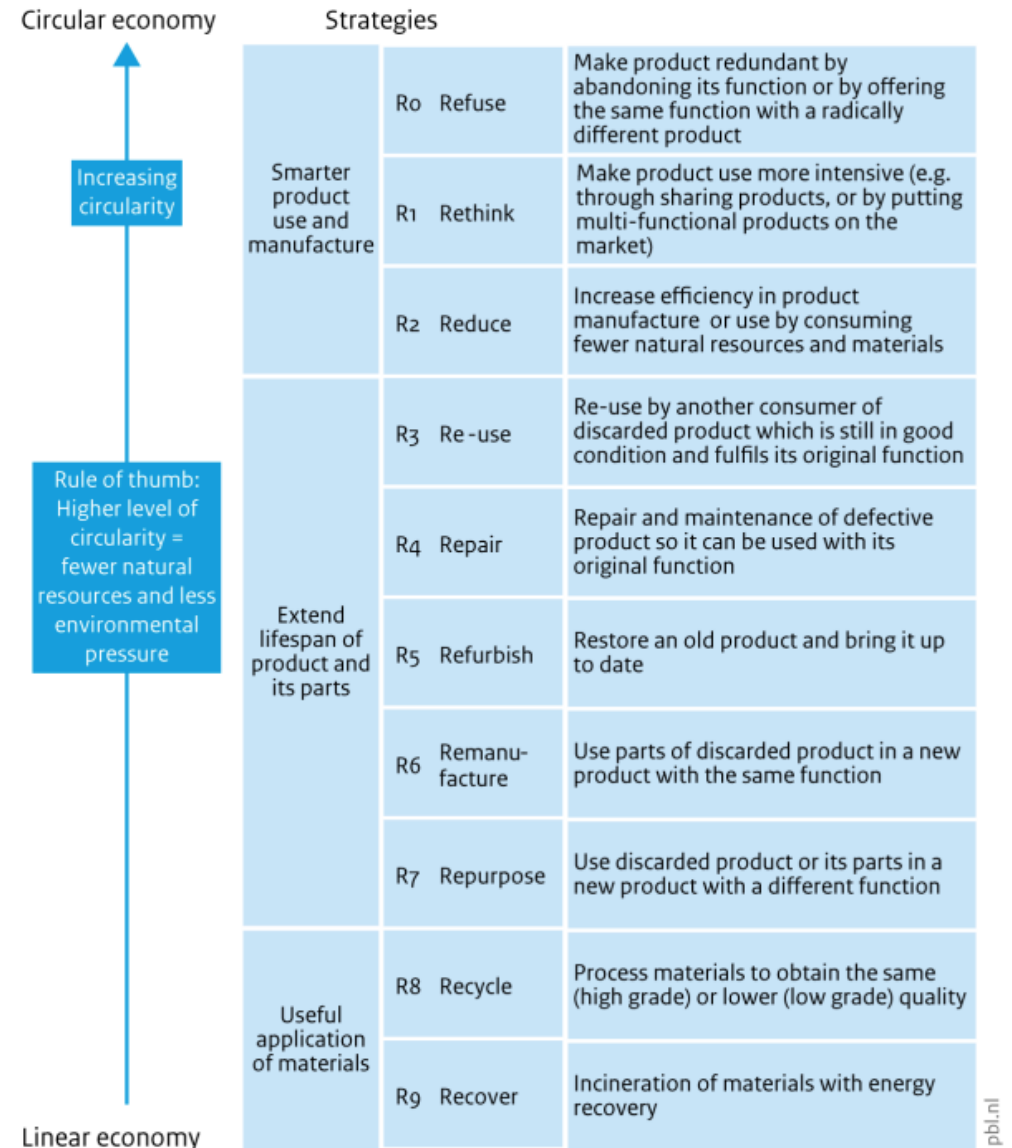 Circular economy
Strategies
Increasing
circularity
Rule of thumb:
Higher level of
circularity =
fewer natural
resources and less
environmental
pressure
Linear economy
Smarter
product
use and
manufacture
R0 Refuse
Make product redundant by
abandoning its function or by offering
the same function with a radically
different product
R1 Rethink
Make product use more intensive (e.g.
through sharing products, or by putting
multi-functional products on the
market)
R2 Reduce
Increase efficiency in product
manufacture or use by consuming
fewer natural resources and materials
Extend
lifespan of
product and
its parts
R3 Re-use
Re-use by another consumer of
discarded product which is still in good
condition and fulfils its original function
R4 Repair
Repair and maintenance of defective
product so it can be used with its
original function
R5 Refurbish
Restore an old product and bring it up
to date
R6 Remanu-
facture
Use parts of discarded product in a new
product with the same function
R7 Repurpose
Use discarded product or its parts in a
new product with a different function
Useful
application
of materials
R8 Recycle
Process materials to obtain the same
(high grade) or lower (low grade) quality
R9 Recover
Incineration of materials with energy
recovery
pbl.nl